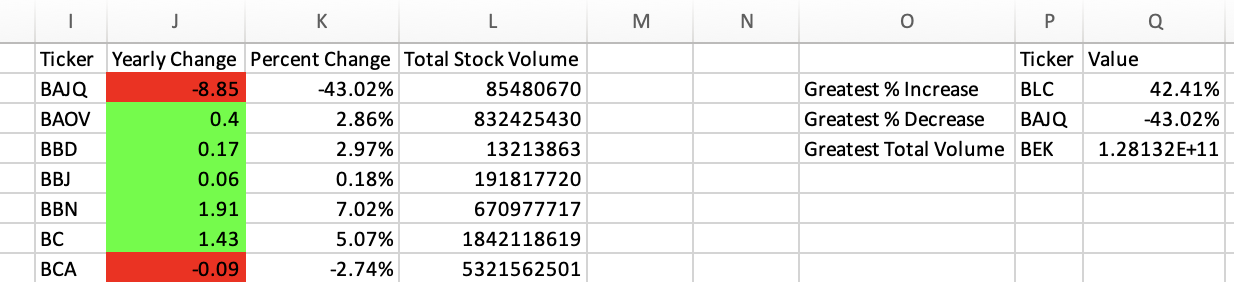 I J K L M N O P Q
Ticker Yearly Change Percent Change Total Stock Volume Ticker Value
BAJQ -8.85 -43.02% 85480670 Greatest % Increase BLC 42.41%
BAOV 0.4 2.86% 832425430 Greatest % Decrease BAJQ -43.02%
BBD 0.17 2.97% 13213863 Greatest Total Volume BEK 1.28132E+11
BBJ 0.06 0.18% 191817720
BBN 1.91 7.02% 670977717
BC 1.43 5.07% 1842118619
BCA -0.09 -2.74% 5321562501